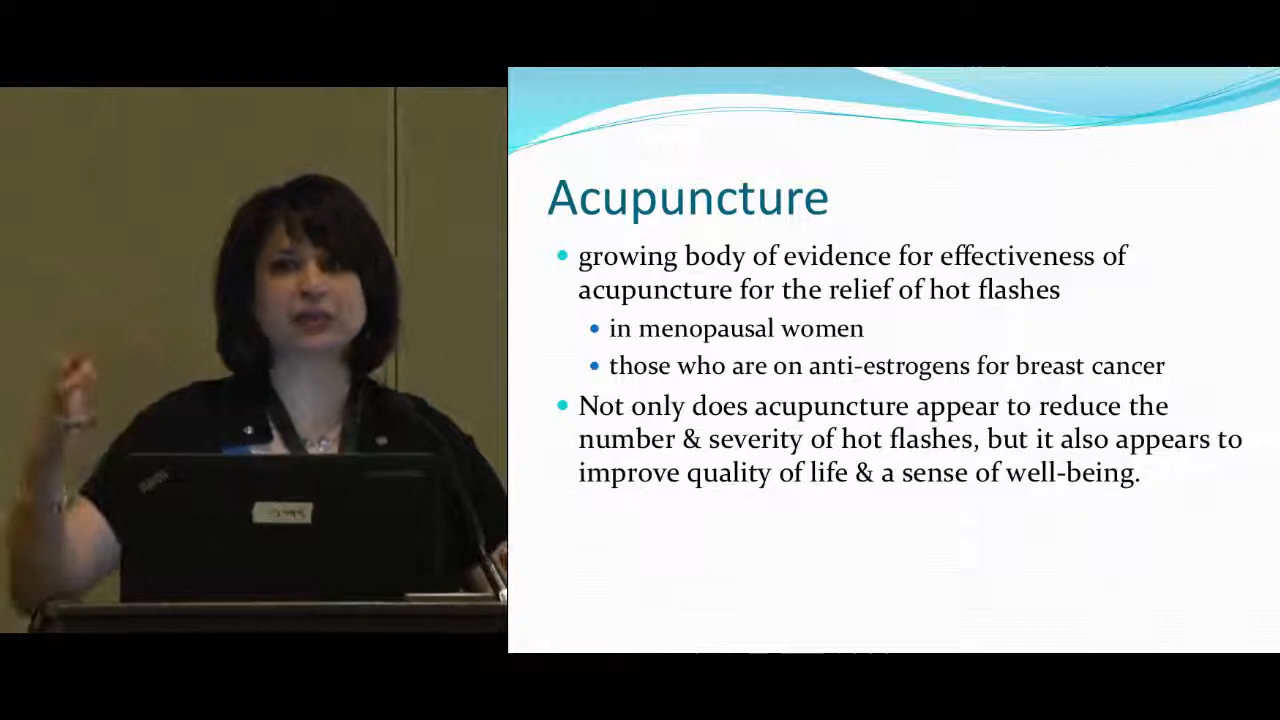 Acupuncture
growing body of evidence for effectiveness of
acupuncture for the relief of hot flashes
in menopausal women
those who are on anti-estrogens for breast cancer
Not only does acupuncture appear to reduce the
number & severity of hot flashes, but it also appears to
improve quality of life & a sense of well-being.